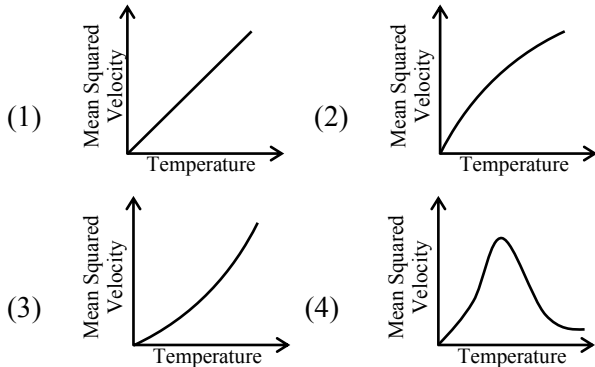 (1)
Mean Squared
Velocity
Temperature
(2)
Mean Squared
Velocity
Temperature
(3)
Mean Squared
Velocity
Temperature
(4)
Mean Squared
Velocity
Temperature